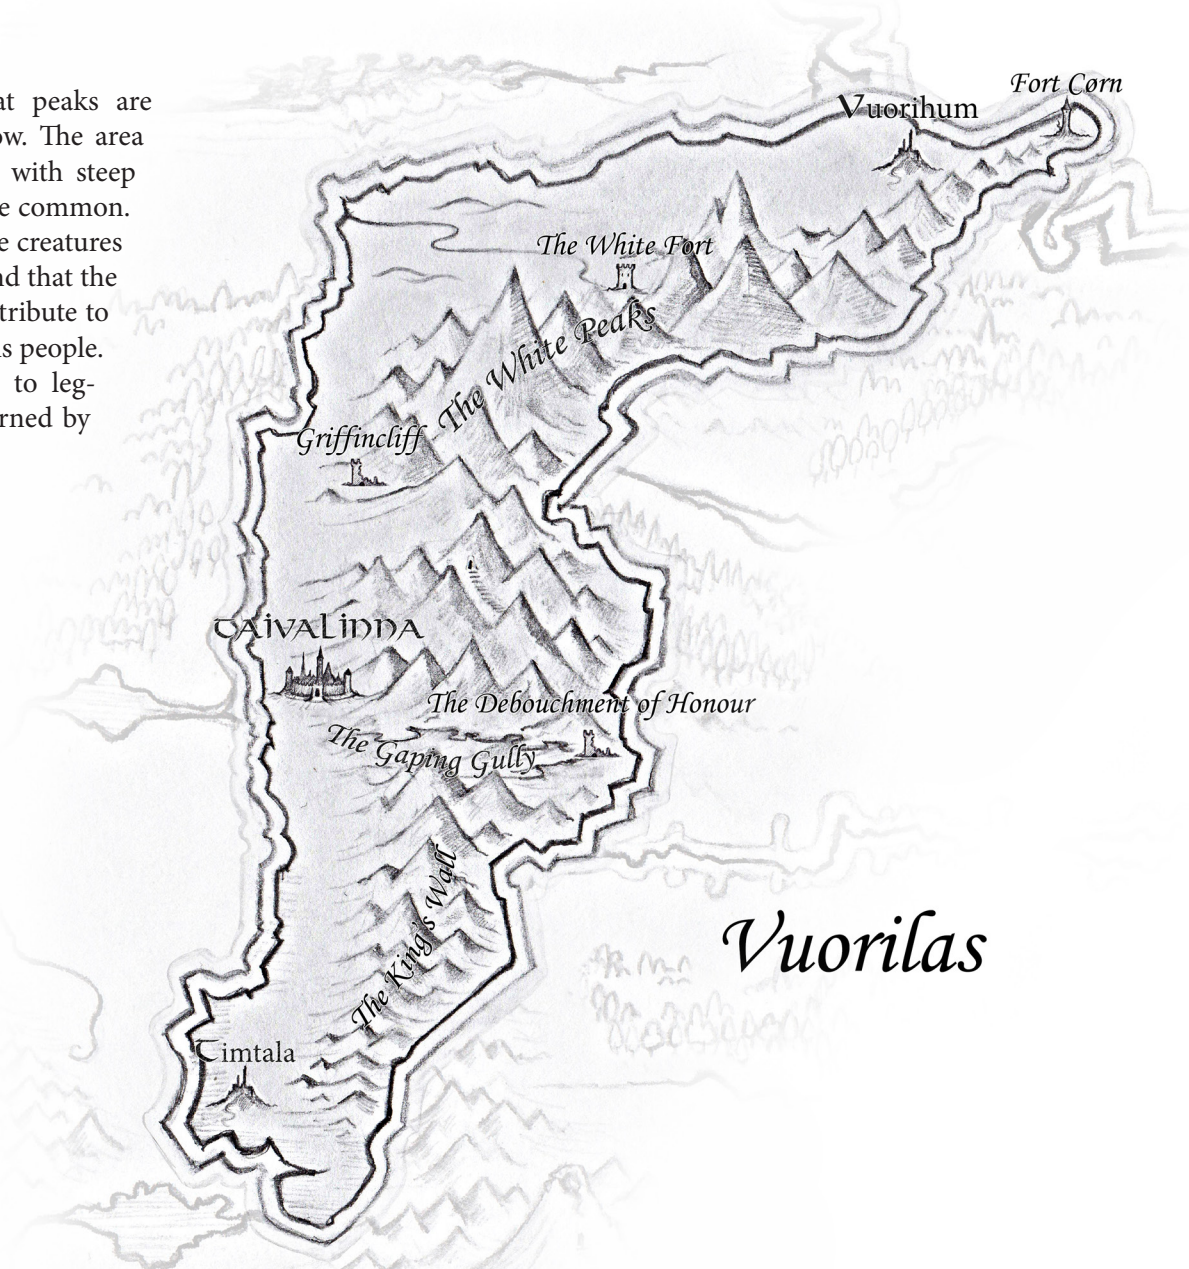 at peaks are
ow. The area
with steep
e common.
e creatures
nd that the
tribute to
is people.
to leg-
rned by
Fort Cørn
Vuorihum
The White Fort
The White Peaks
Griffincliff
Taivalinna
The Debouchment of Honour
The Gaping Gully
The King's Wall
Vuorilas
Timtala